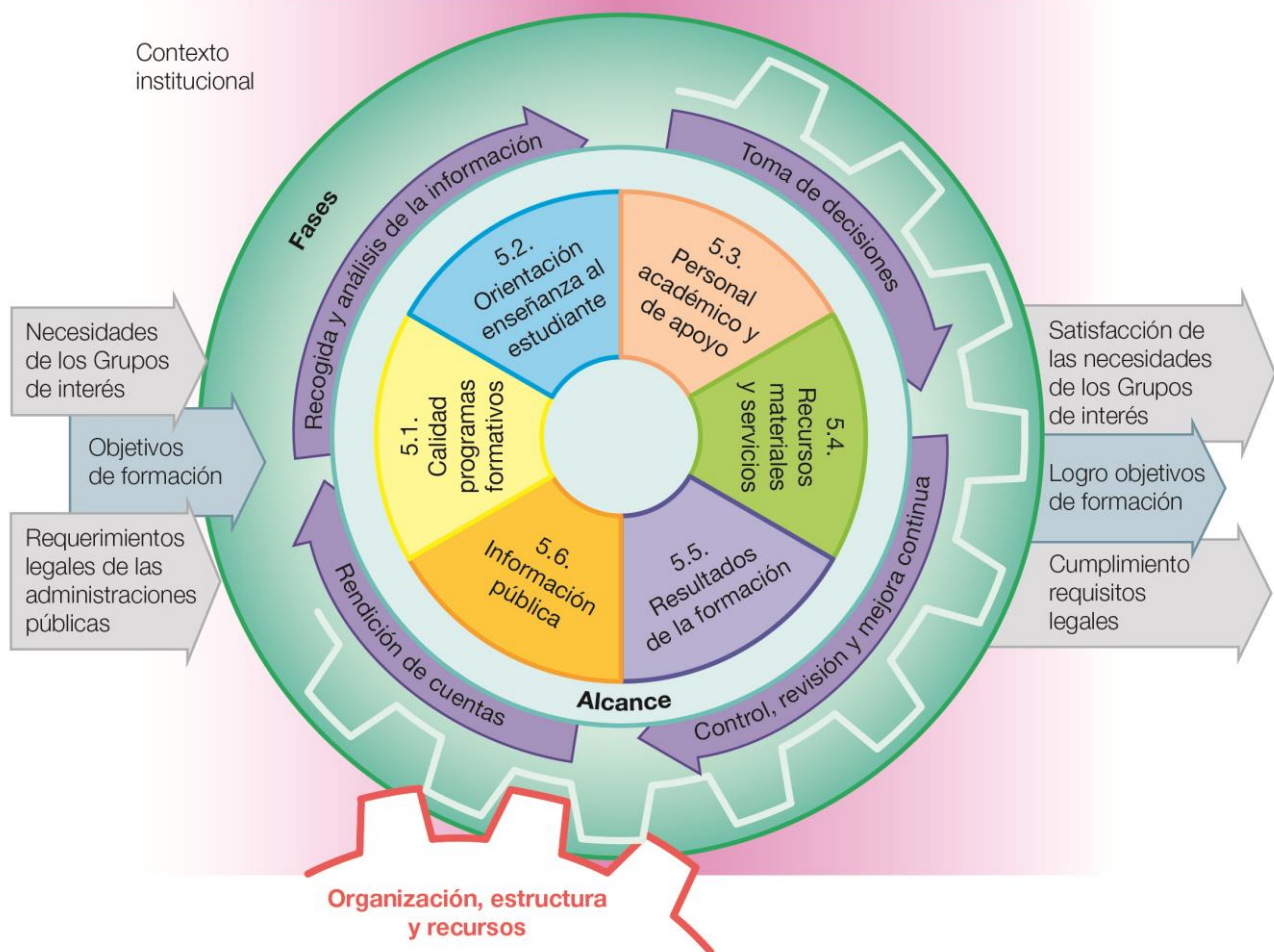 Contexto
institucional
Fases
Recogida y análisis de la información
Toma de decisiones
Control, revisión y mejora continua
Rendición de cuentas
Necesidades
de los Grupos
de interés
Objetivos
de formación
Requerimientos
legales de las
administraciones
públicas
5.1.
Calidad
programas
formativos
5.2.
Orientación
enseñanza al
estudiante
5.3.
Personal
académico y
de apoyo
5.4.
Recursos
materiales
y servicios
5.5.
Resultados
de la formación
5.6.
Información
pública
Alcance
Satisfacción de
las necesidades
de los Grupos
de interés
Logro objetivos
de formación
Cumplimiento
requisitos
legales
Organización, estructura
y recursos